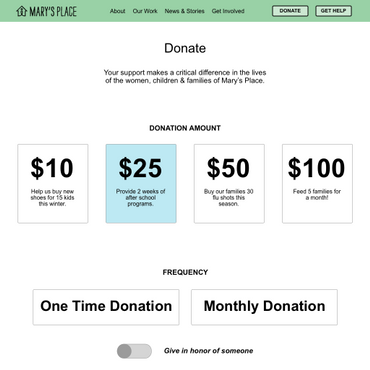 MARY'S PLACE
About Our Work News & Stories Get Involved DONATE GET HELP
Donate
Your support makes a critical difference in the lives
of the women, children & families of Mary's Place.
DONATION AMOUNT
$10
Help us buy new
shoes for 15 kids
this winter.
$25
Provide 2 weeks of
after school
programs.
$50
Buy our families 30
flu shots this
season.
$100
Feed 5 families for
a month!
FREQUENCY
One Time Donation
Monthly Donation
Give in honor of someone